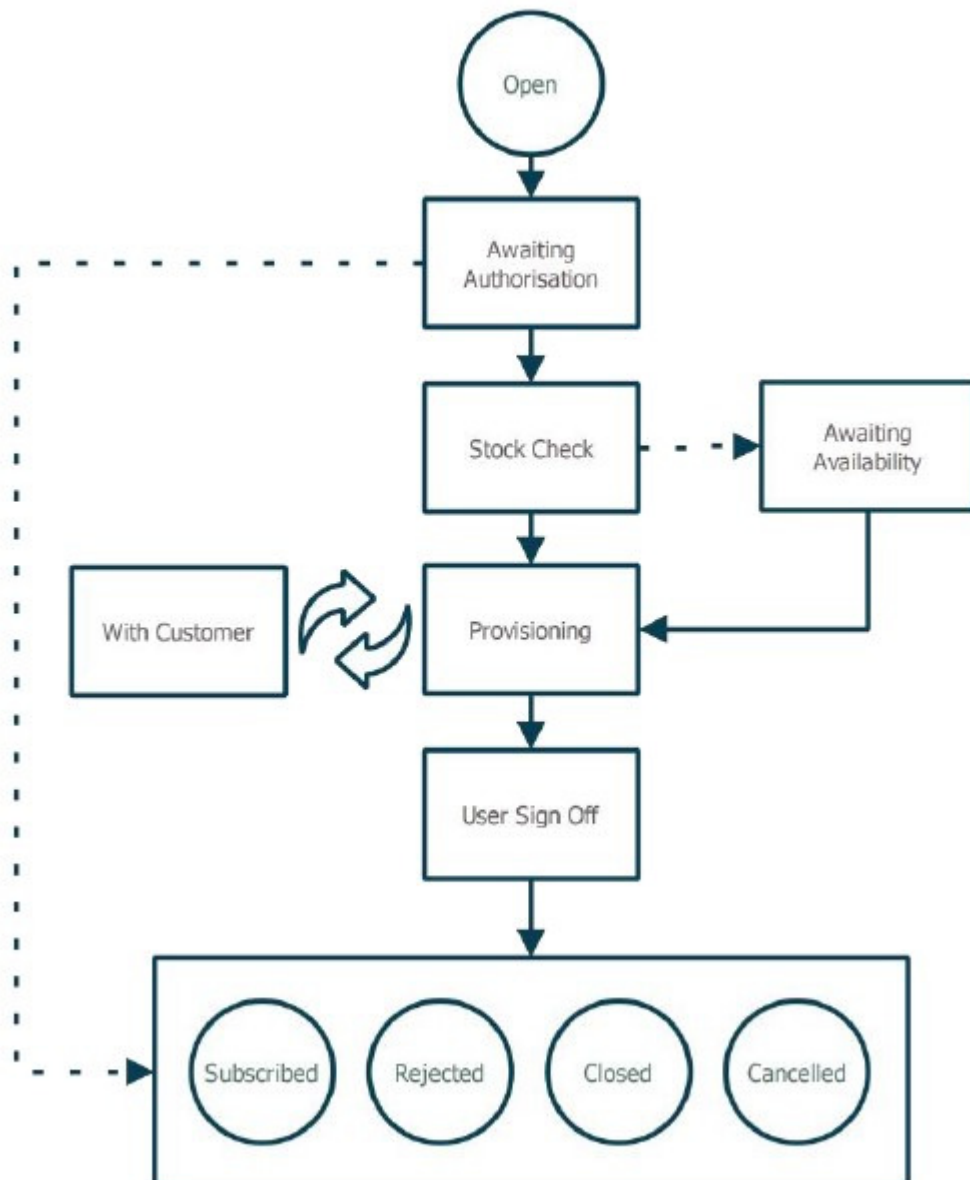 Open
Awaiting
Authorisation
Stock Check
Awaiting
Availability
With Customer
Provisioning
User Sign Off
Subscribed
Rejected
Closed
Cancelled